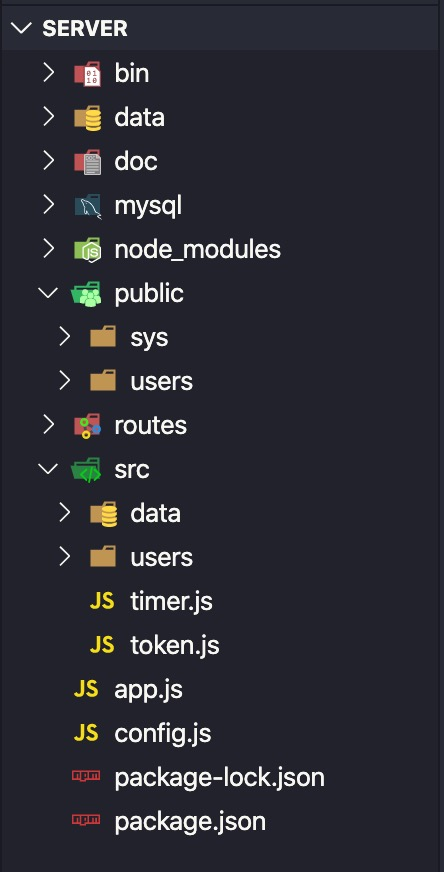 SERVER
bin
data
doc
mysql
node_modules
public
sys
users
routes
src
data
users
JS timer.js
JS token.js
JS app.js
JS config.js
package-lock.json
package.json